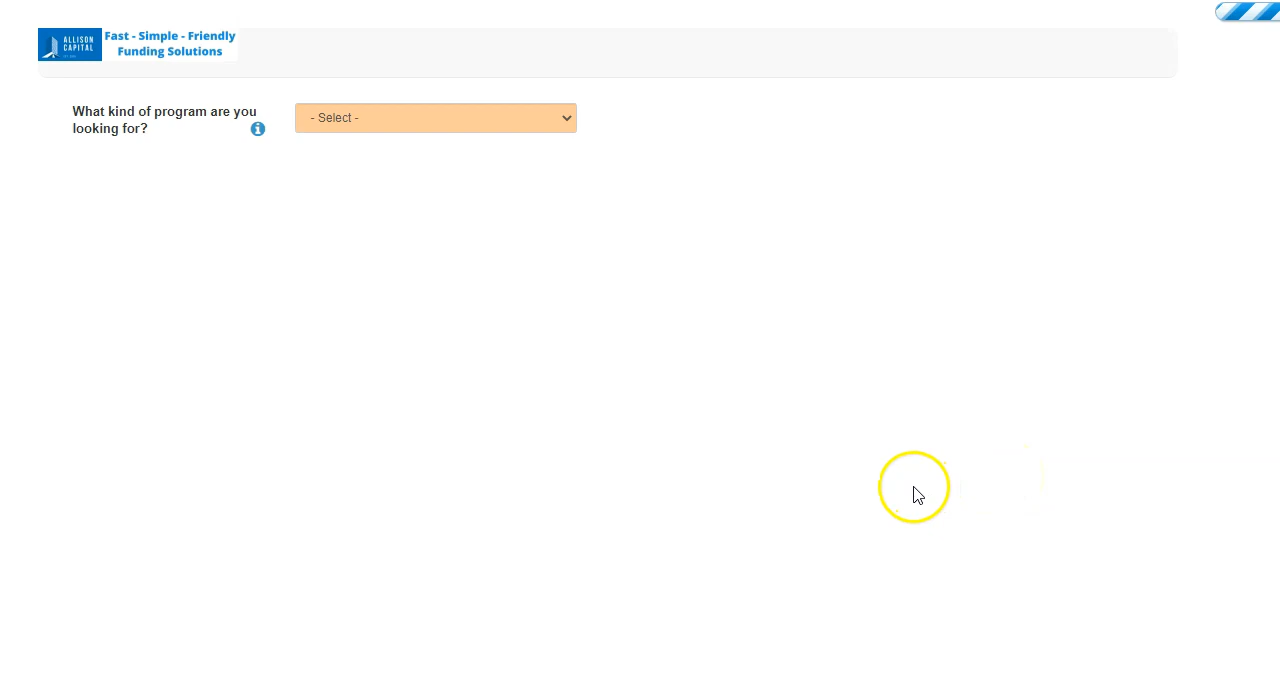 ALLISON
CAPITAL
Fast - Simple - Friendly
Funding Solutions
What kind of program are you
looking for?
- Select -